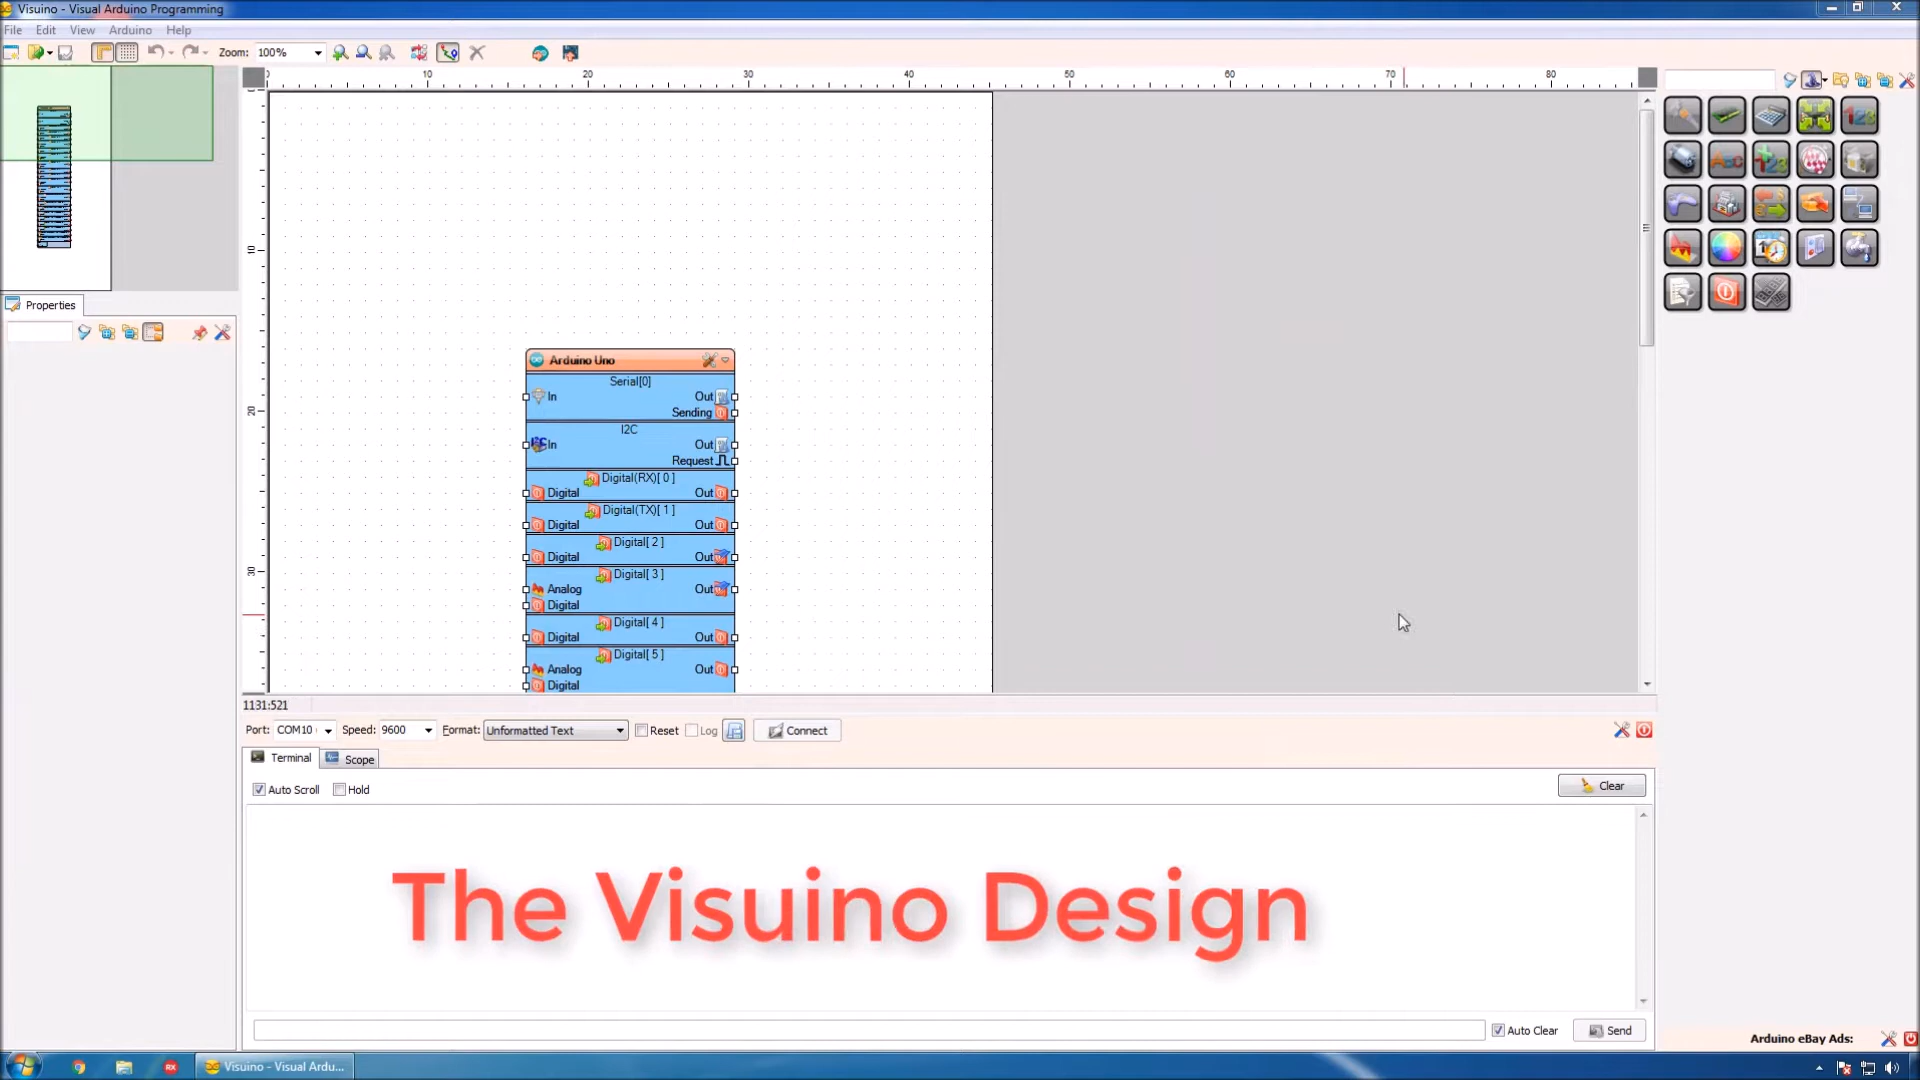 Visuino - Visual Arduino Programming
File Edit View Arduino Help
Zoom: 100%
0 10 20 30 40 50 60 70 80
10
20
30
Properties
Arduino Uno
Serial[0]
In Out
Sending
I2C
In Out
Request
Digital(RX)[ 0 ]
Digital Out
Digital(TX)[ 1 ]
Digital Out
Digital[ 2 ]
Digital Out
Digital[ 3 ]
Analog Out
Digital
Digital[ 4 ]
Digital Out
Digital[ 5 ]
Analog Out
Digital
1131:521
Port: COM10 Speed: 9600 Format: Unformatted Text Reset Log Connect
Terminal Scope
Auto Scroll Hold Clear
The Visuino Design
Auto Clear Send
Arduino eBay Ads:
Visuino - Visual Ardu...